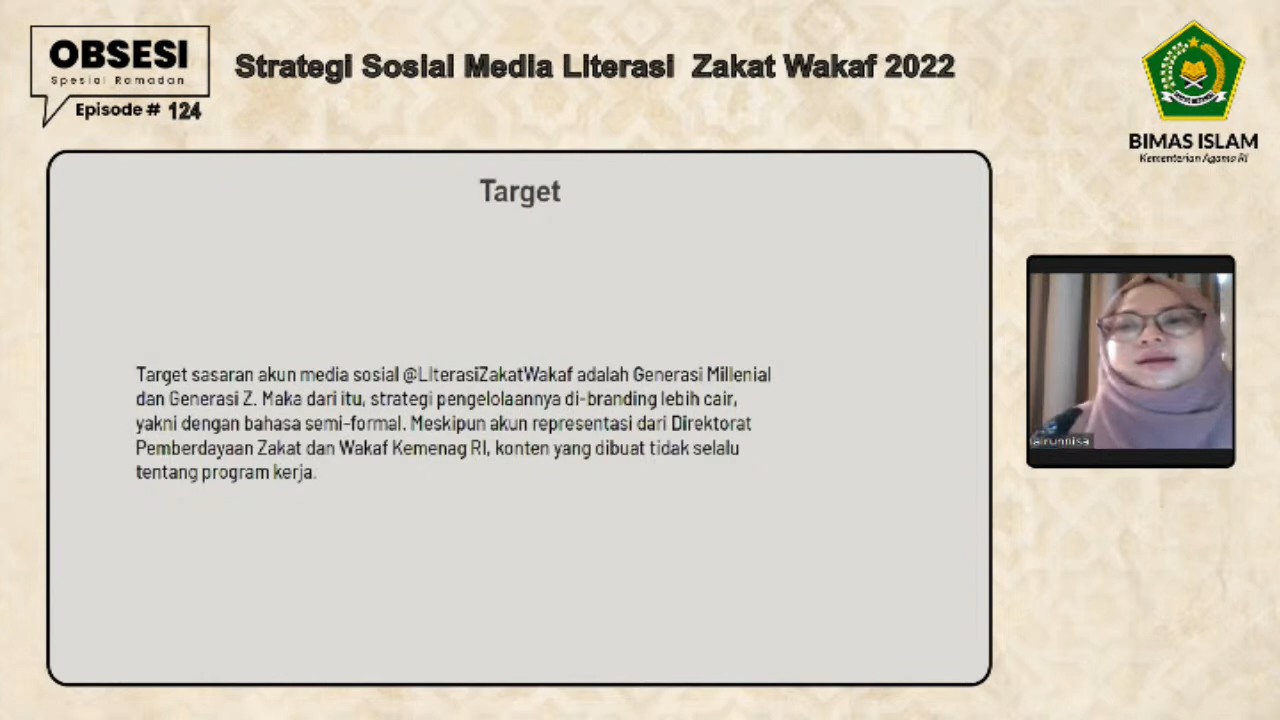 OBSESI
Spesial Ramadan
Episode # 124
Strategi Sosial Media Literasi Zakat Wakaf 2022
BIMAS ISLAM
Kementerian Agama RI
Target
Target sasaran akun media sosial @LIterasiZakatWakaf adalah Generasi Millenial
dan Generasi Z. Maka dari itu, strategi pengelolaannya di-branding lebih cair,
yakni dengan bahasa semi-formal. Meskipun akun representasi dari Direktorat
Pemberdayaan Zakat dan Wakaf Kemenag RI, konten yang dibuat tidak selalu
tentang program kerja.
airunnisa